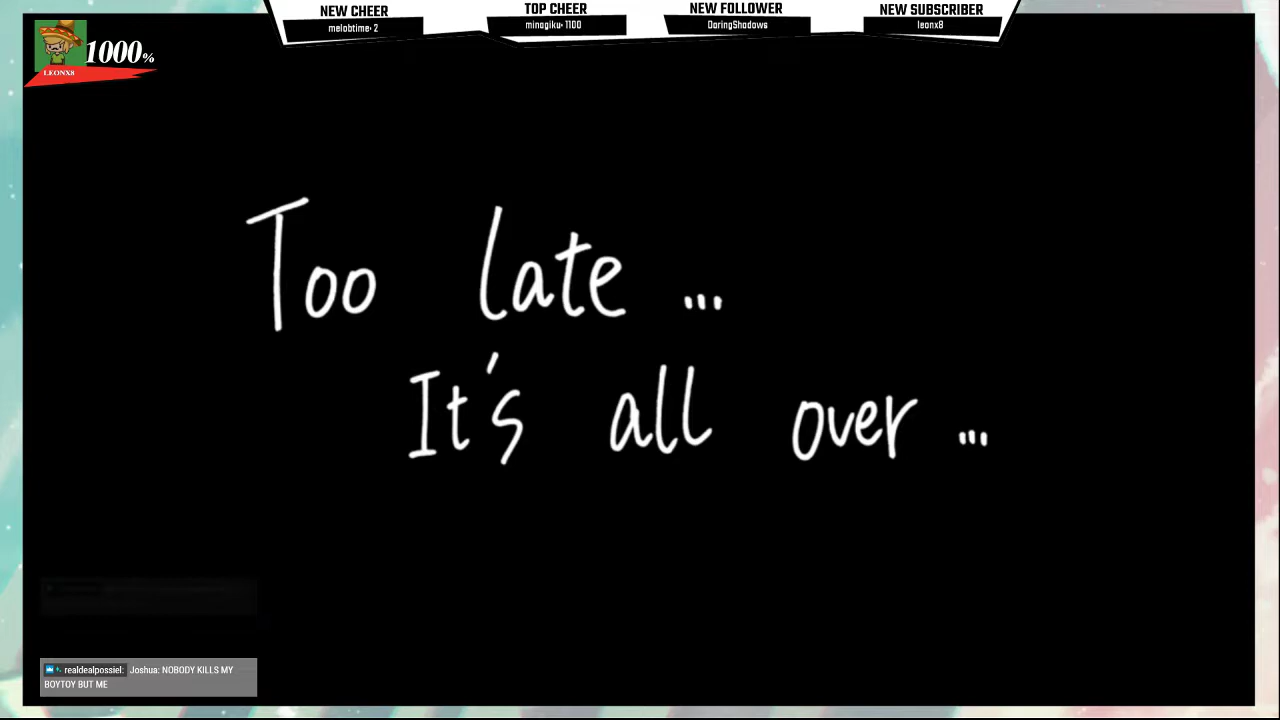 NEW CHEER
melobtime: 2
TOP CHEER
minagiku: 1100
NEW FOLLOWER
DaringShadows
NEW SUBSCRIBER
leonx8
1000%
LEONX8
Too late ...
It's all over ...
realdealpossiel: Joshua: NOBODY KILLS MY
BOYTOY BUT ME